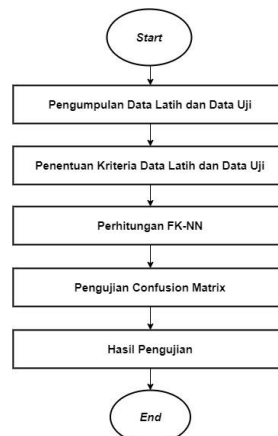 Start
Pengumpulan Data Latih dan Data Uji
Penentuan Kriteria Data Latih dan Data Uji
Perhitungan FK-NN
Pengujian Confusion Matrix
Hasil Pengujian
End